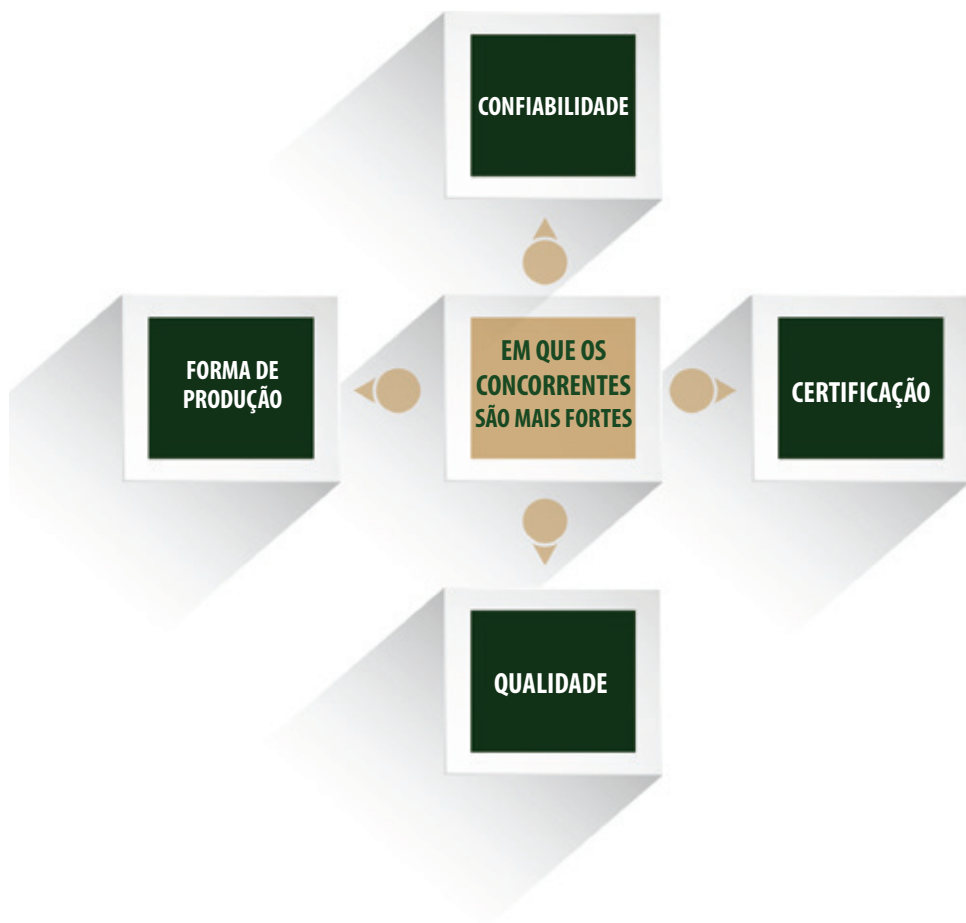 CONFIABILIDADE
FORMA DE
PRODUÇÃO
EM QUE OS
CONCORRENTES
SÃO MAIS FORTES
CERTIFICAÇÃO
QUALIDADE